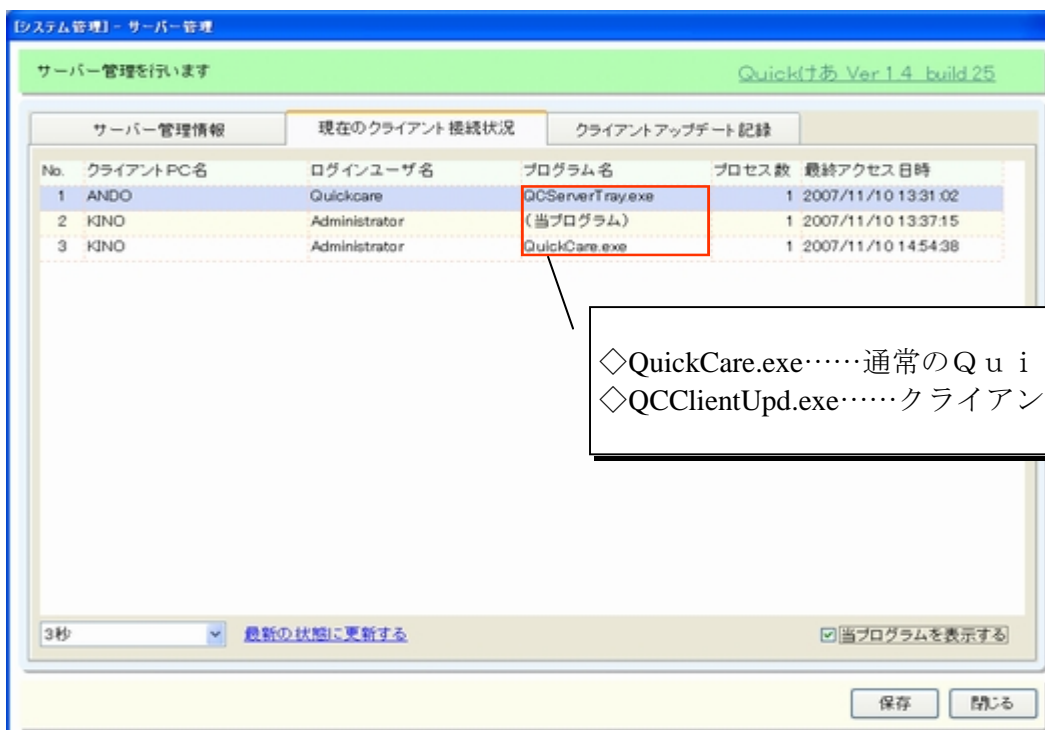 [システム管理] - サーバー管理
サーバー管理を行います Quickけあ Ver 1.4 build 25
サーバー管理情報 現在のクライアント接続状況 クライアントアップデート記録
No. クライアントPC名 ログインユーザ名 プログラム名 プロセス数 最終アクセス日時
1 ANDO Quickcare QCServerTray.exe 1 2007/11/10 13:31:02
2 KINO Administrator (当プログラム) 1 2007/11/10 13:37:15
3 KINO Administrator QuickCare.exe 1 2007/11/10 14:54:38
◇QuickCare.exe……通常のQui
◇QCClientUpd.exe……クライアン
3秒 最新の状態に更新する 当プログラムを表示する
保存 閉じる